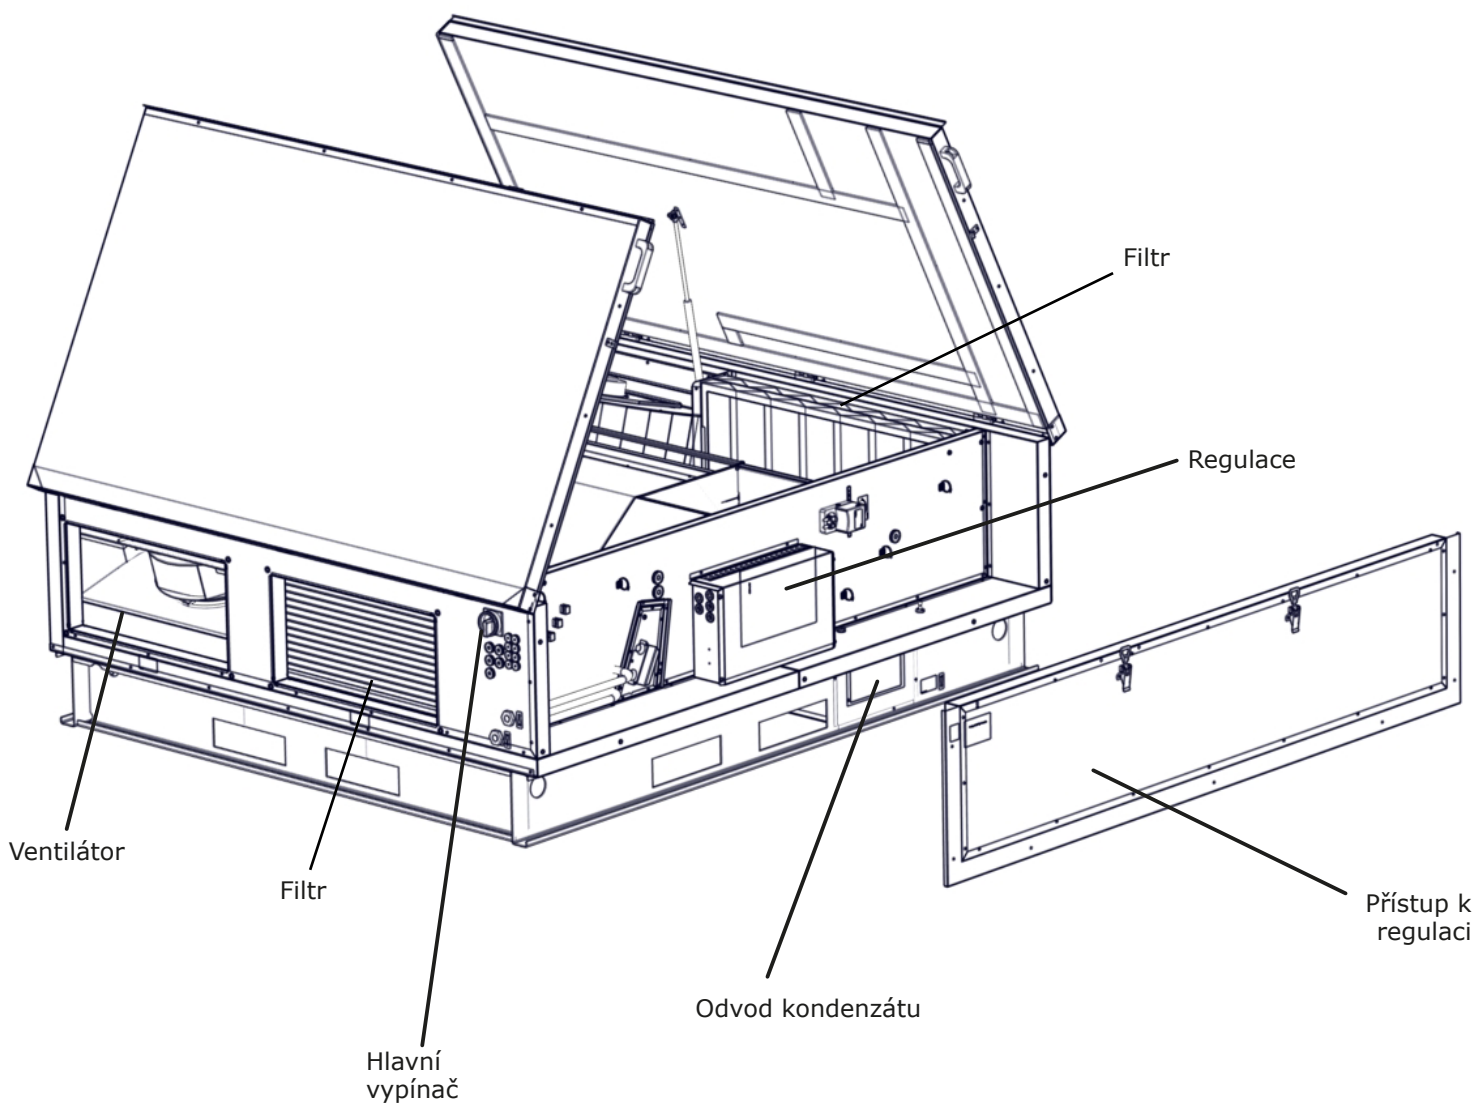 Filtr
Regulace
Ventilátor
Filtr
Přístup k
regulaci
Odvod kondenzátu
Hlavní
vypínač